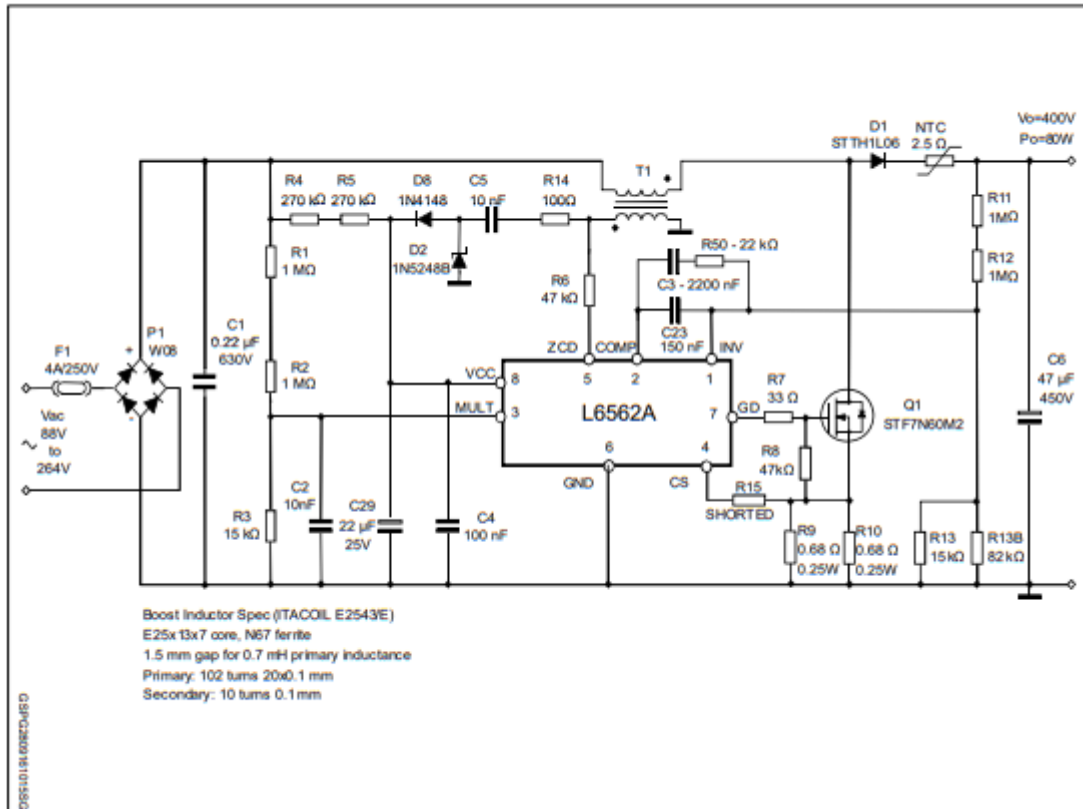 Vo=400V
Po=80W
D1
STTH1L06
NTC
2.5 Ω
T1
R4
270 kΩ
R5
270 kΩ
D8
1N4148
C5
10 nF
R14
100Ω
R11
1MΩ
R50 - 22 kΩ
D2
1N5248B
R1
1 MΩ
R12
1MΩ
R6
47 kΩ
C3 - 2200 nF
C23
150 nF
P1
W08
C1
0.22 µF
630V
F1
4A/250V
ZCD
COMP
INV
5
2
1
R2
1 MΩ
VCC
8
R7
33 Ω
C6
47 µF
450V
MULT
3
L6562A
7
GD
Q1
STF7N60M2
Vac
88V
to
264V
6
4
R8
47kΩ
GND
CS
R15
SHORTED
C2
10nF
C29
22 µF
25V
R3
15 kΩ
C4
100 nF
R9
0.68 Ω
0.25W
R10
0.68 Ω
0.25W
R13
15kΩ
R13B
82kΩ
+
-
Boost Inductor Spec (ITACOIL E2543/E)
E25x13x7 core, N67 ferrite
1.5 mm gap for 0.7 mH primary inductance
Primary: 102 turns 20x0.1 mm
Secondary: 10 turns 0.1 mm